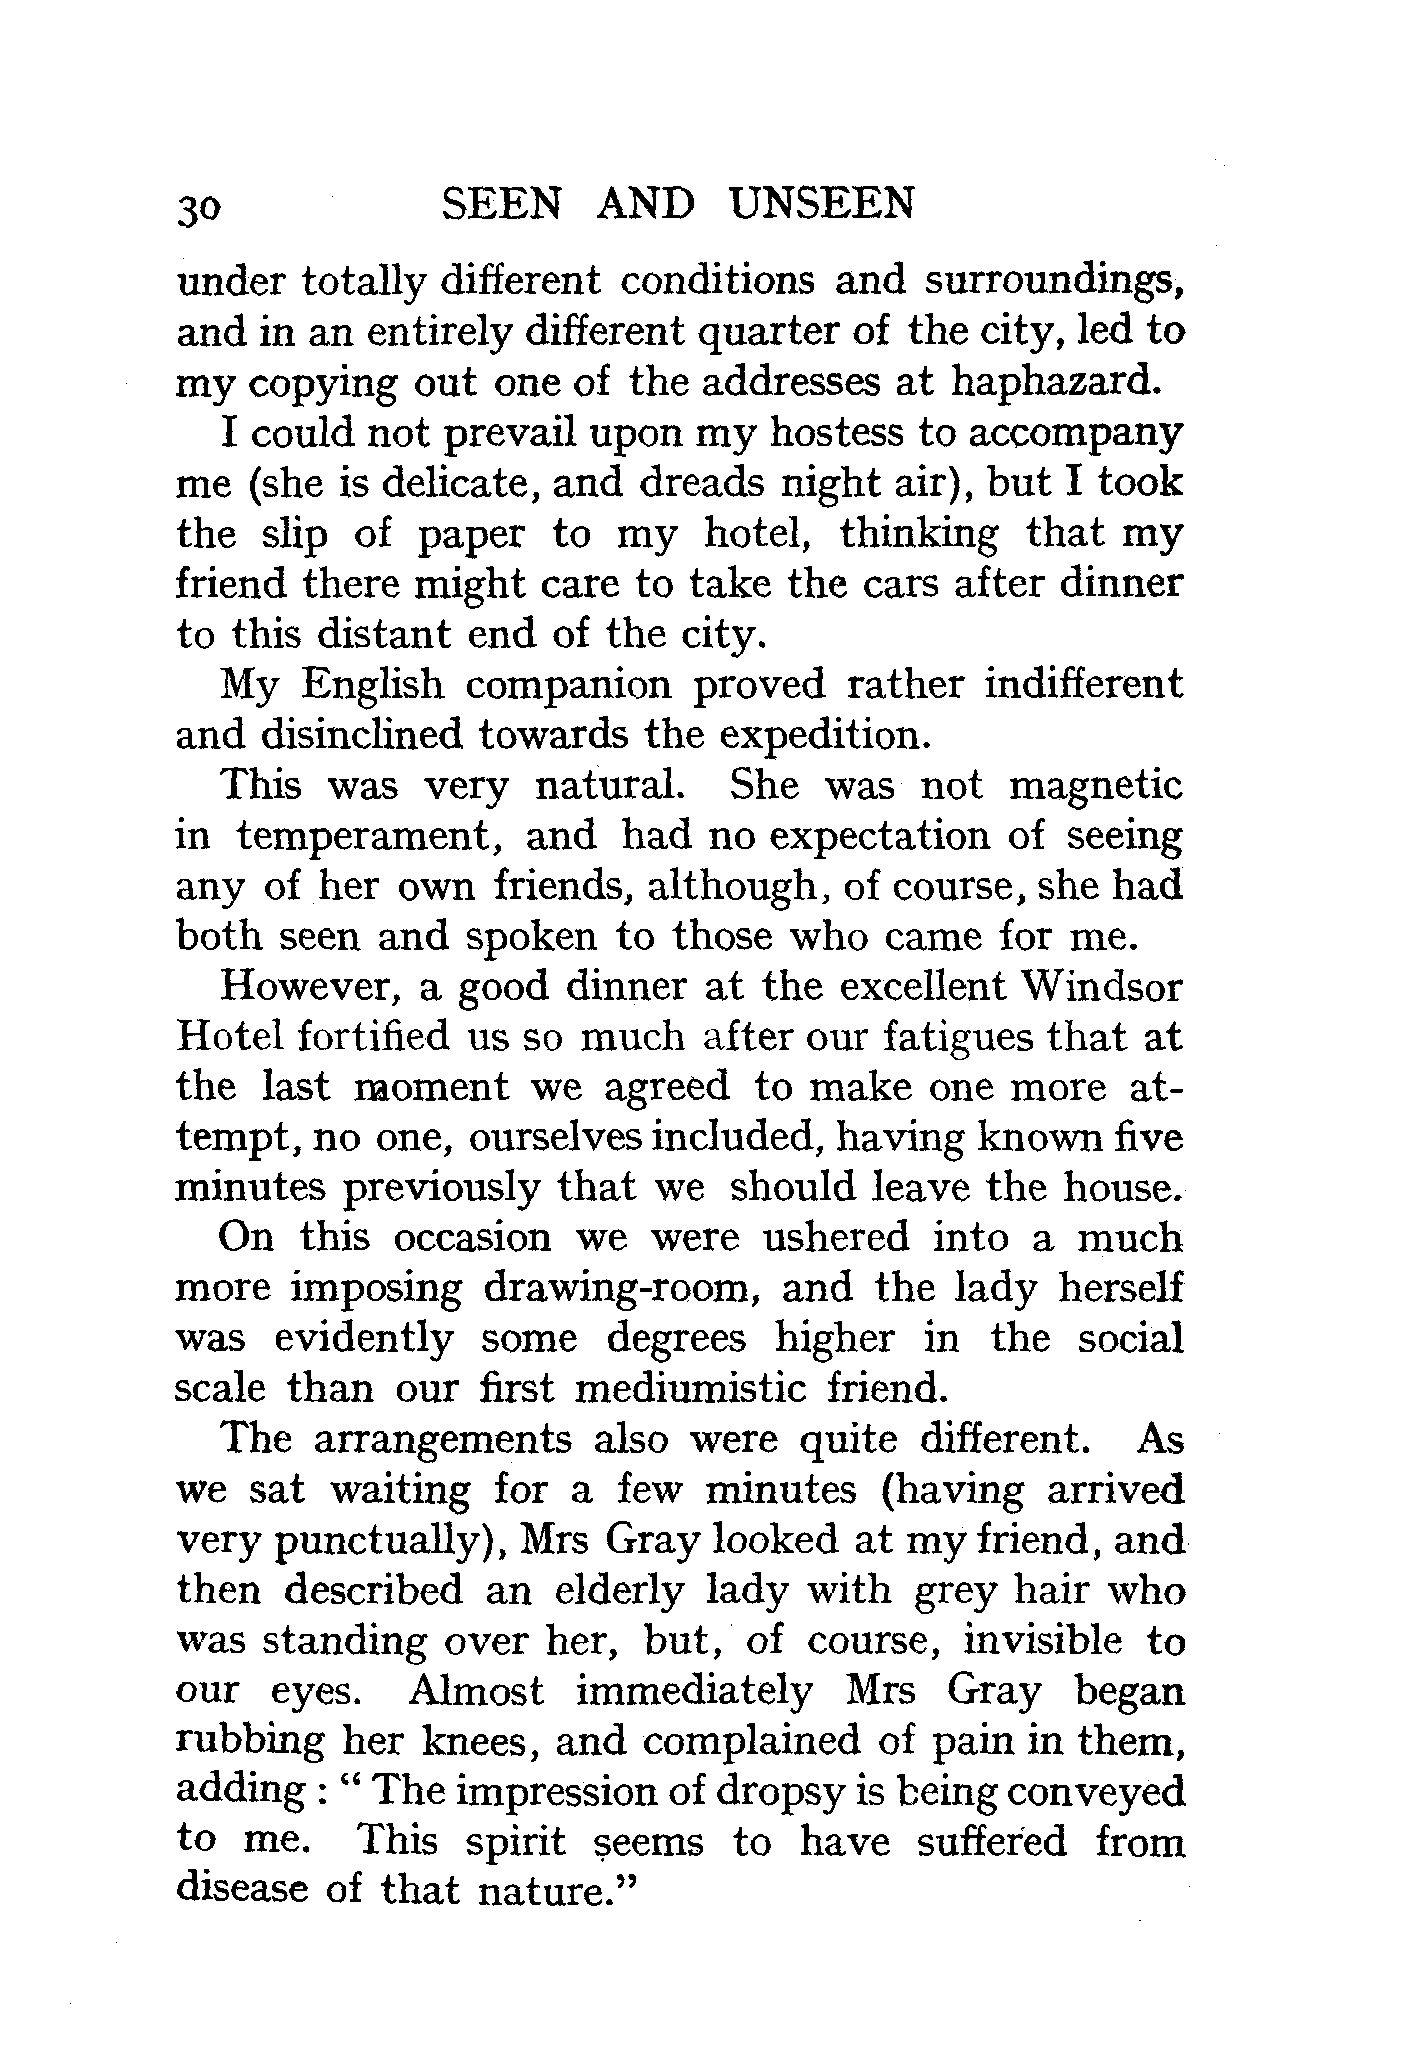 30 SEEN AND UNSEEN
under totally different conditions and surroundings,
and in an entirely different quarter of the city, led to
my copying out one of the addresses at haphazard.
I could not prevail upon my hostess to accompany
me (she is delicate, and dreads night air), but I took
the slip of paper to my hotel, thinking that my
friend there might care to take the cars after dinner
to this distant end of the city.
My English companion proved rather indifferent
and disinclined towards the expedition.
This was very natural. She was not magnetic
in temperament, and had no expectation of seeing
any of her own friends, although, of course, she had
both seen and spoken to those who came for me.
However, a good dinner at the excellent Windsor
Hotel fortified us so much after our fatigues that at
the last moment we agreed to make one more at-
tempt, no one, ourselves included, having known five
minutes previously that we should leave the house.
On this occasion we were ushered into a much
more imposing drawing-room, and the lady herself
was evidently some degrees higher in the social
scale than our first mediumistic friend.
The arrangements also were quite different. As
we sat waiting for a few minutes (having arrived
very punctually), Mrs Gray looked at my friend, and
then described an elderly lady with grey hair who
was standing over her, but, of course, invisible to
our eyes. Almost immediately Mrs Gray began
rubbing her knees, and complained of pain in them,
adding : “ The impression of dropsy is being conveyed
to me. This spirit seems to have suffered from
disease of that nature.”